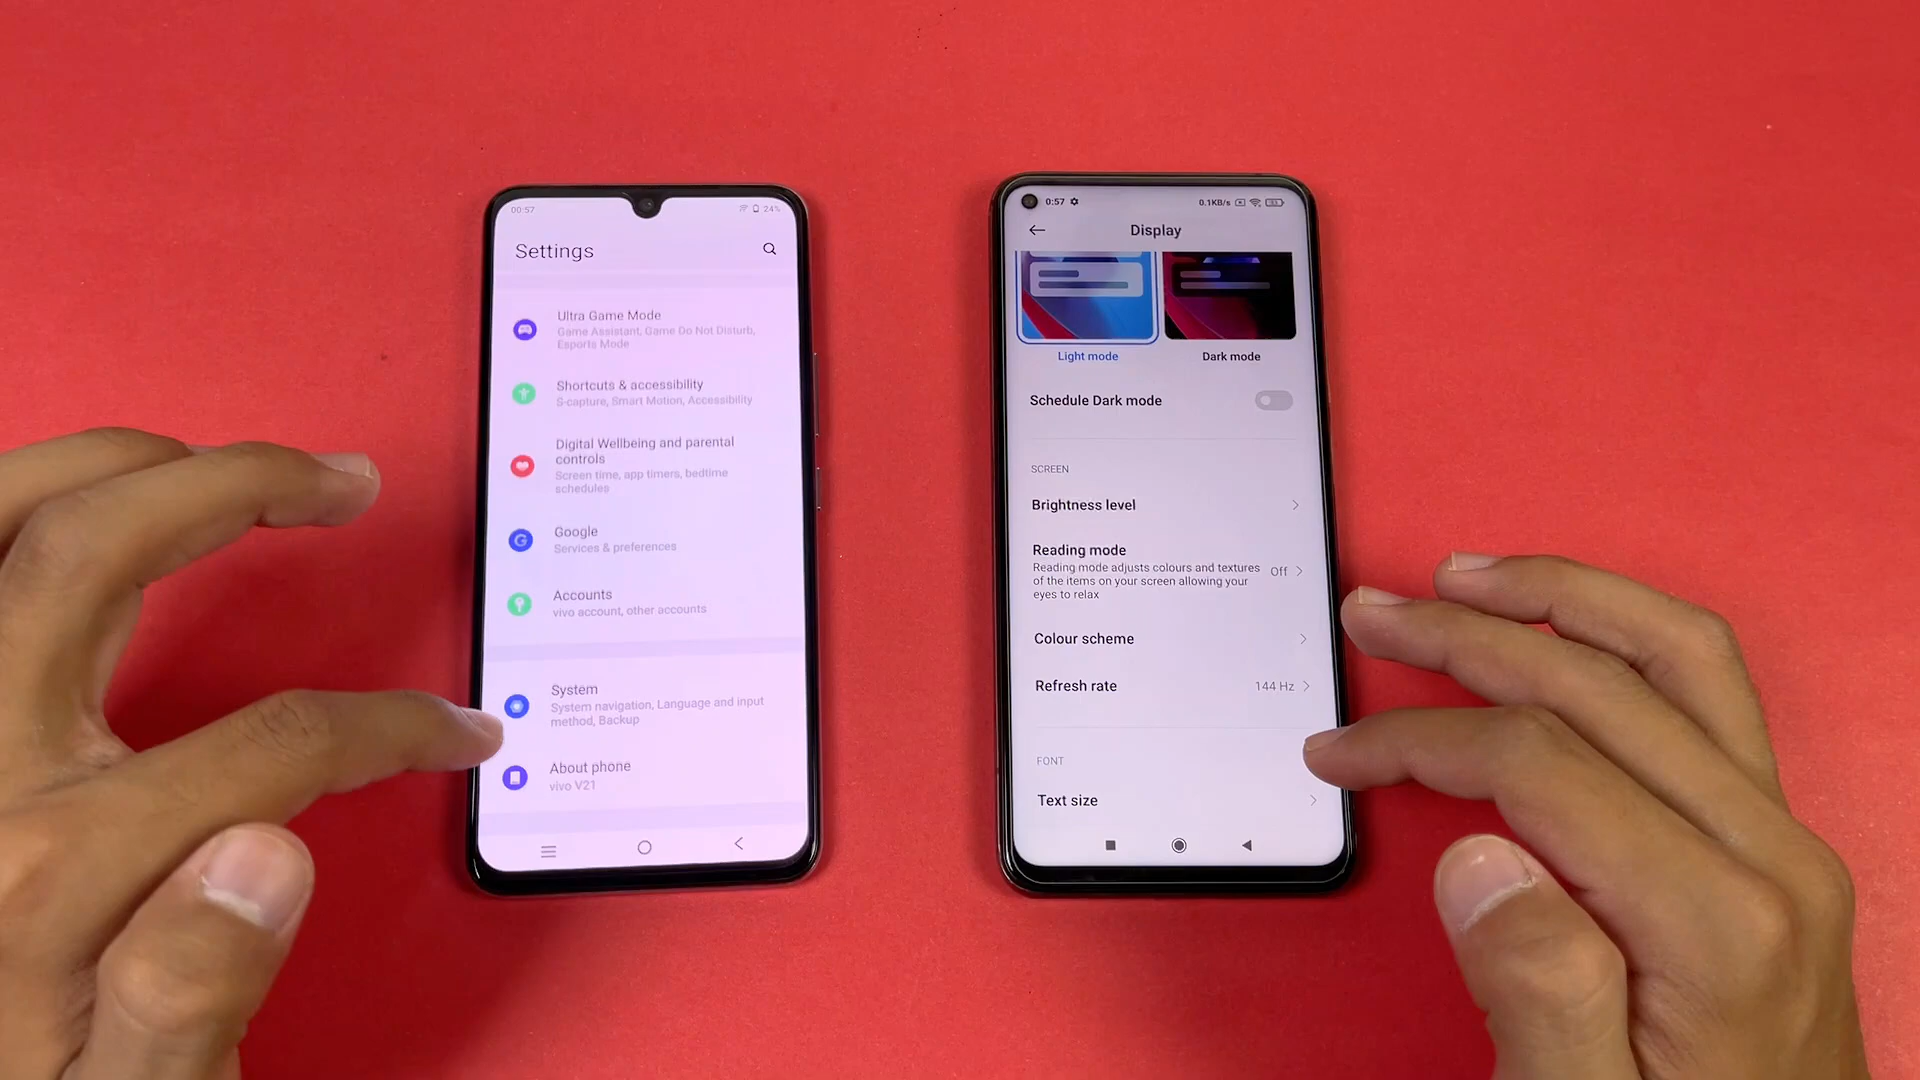 00:57
24%
Settings
Ultra Game Mode
Game Assistant, Game Do Not Disturb,
Esports Mode
Shortcuts & accessibility
S-capture, Smart Motion, Accessibility
Digital Wellbeing and parental
controls
Screen time, app timers, bedtime
schedules
Google
Services & preferences
Accounts
vivo account, other accounts
System
System navigation, Language and input
method, Backup
About phone
vivo V21
0:57
0.1KB/s
Display
Light mode
Dark mode
Schedule Dark mode
SCREEN
Brightness level
Reading mode
Reading mode adjusts colours and textures
of the items on your screen allowing your
eyes to relax
Off
Colour scheme
Refresh rate
144 Hz
FONT
Text size